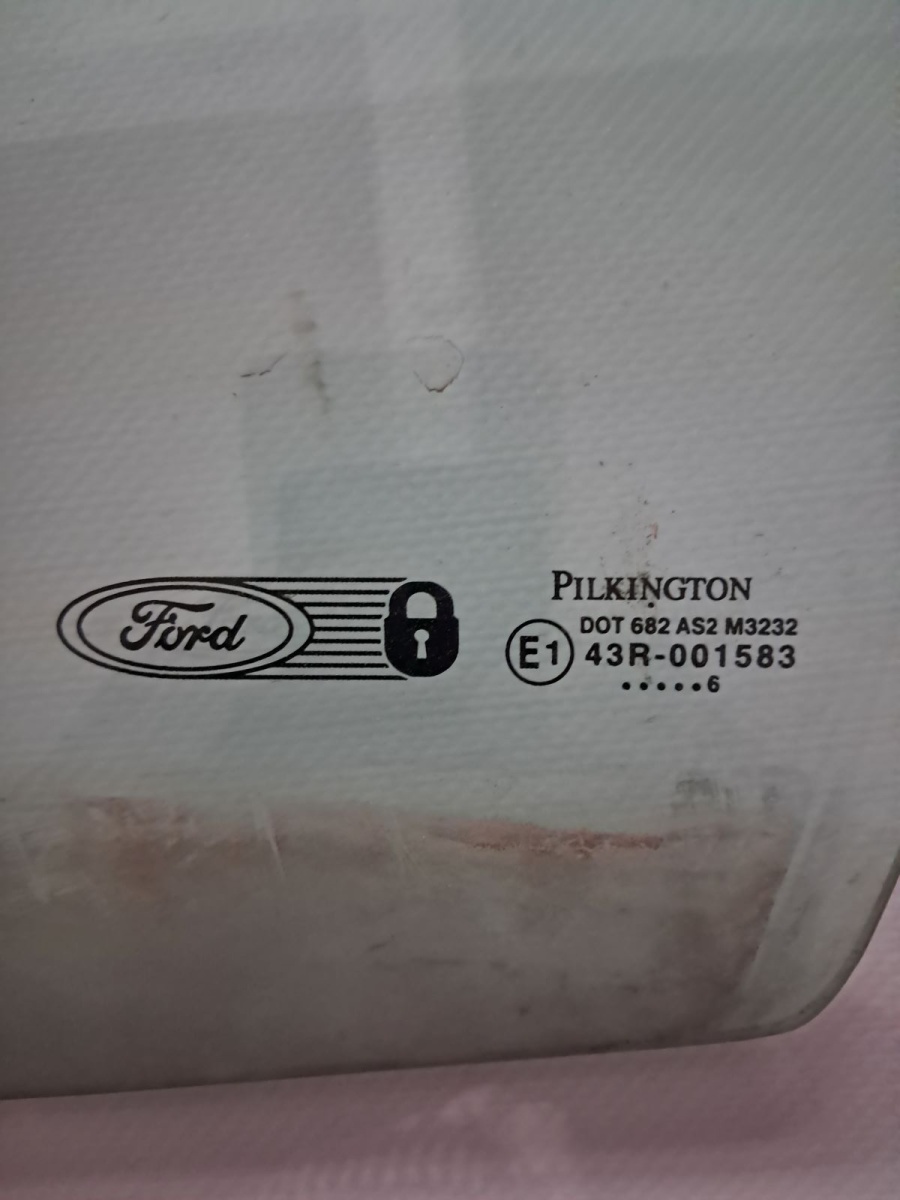 Ford
PILKINGTON
DOT 682 AS2 M3232
E1 43R-001583
•••••6